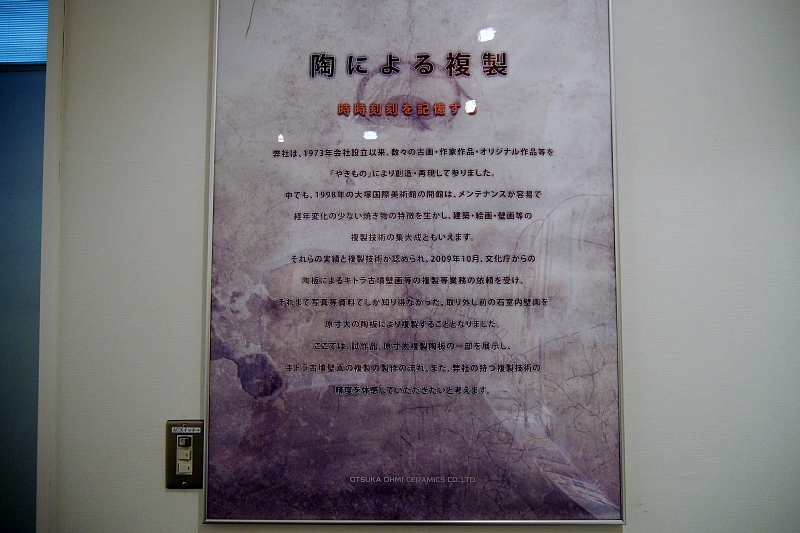 陶による複製
時時刻刻を記憶する
弊社は、1973年会社設立以来、数々の古画・作家作品・オリジナル作品等を
『やきもの』により創造・再現して参りました。
中でも、1998年の大塚国際美術館の開館は、メンテナンスが容易で
経年変化の少ない焼き物の特徴を生かし、建築・絵画・壁画等の
複製技術の集大成ともいえます。
それらの実績と複製技術が認められ、2009年10月、文化庁からの
陶板によるキトラ古墳壁画等の複製等業務の依頼を受け、
それまで写真等資料でしか知り得なかった、取り外し前の石室内壁画を
原寸大の陶板により複製することとなりました。
ここでは、試作品、原寸大複製陶板の一部を展示し、
キトラ古墳壁画の複製の製作の流れ、また、弊社の持つ複製技術の
精度を体感していただきたいと考えます。
OTSUKA OHMI CERAMICS CO.,LTD.